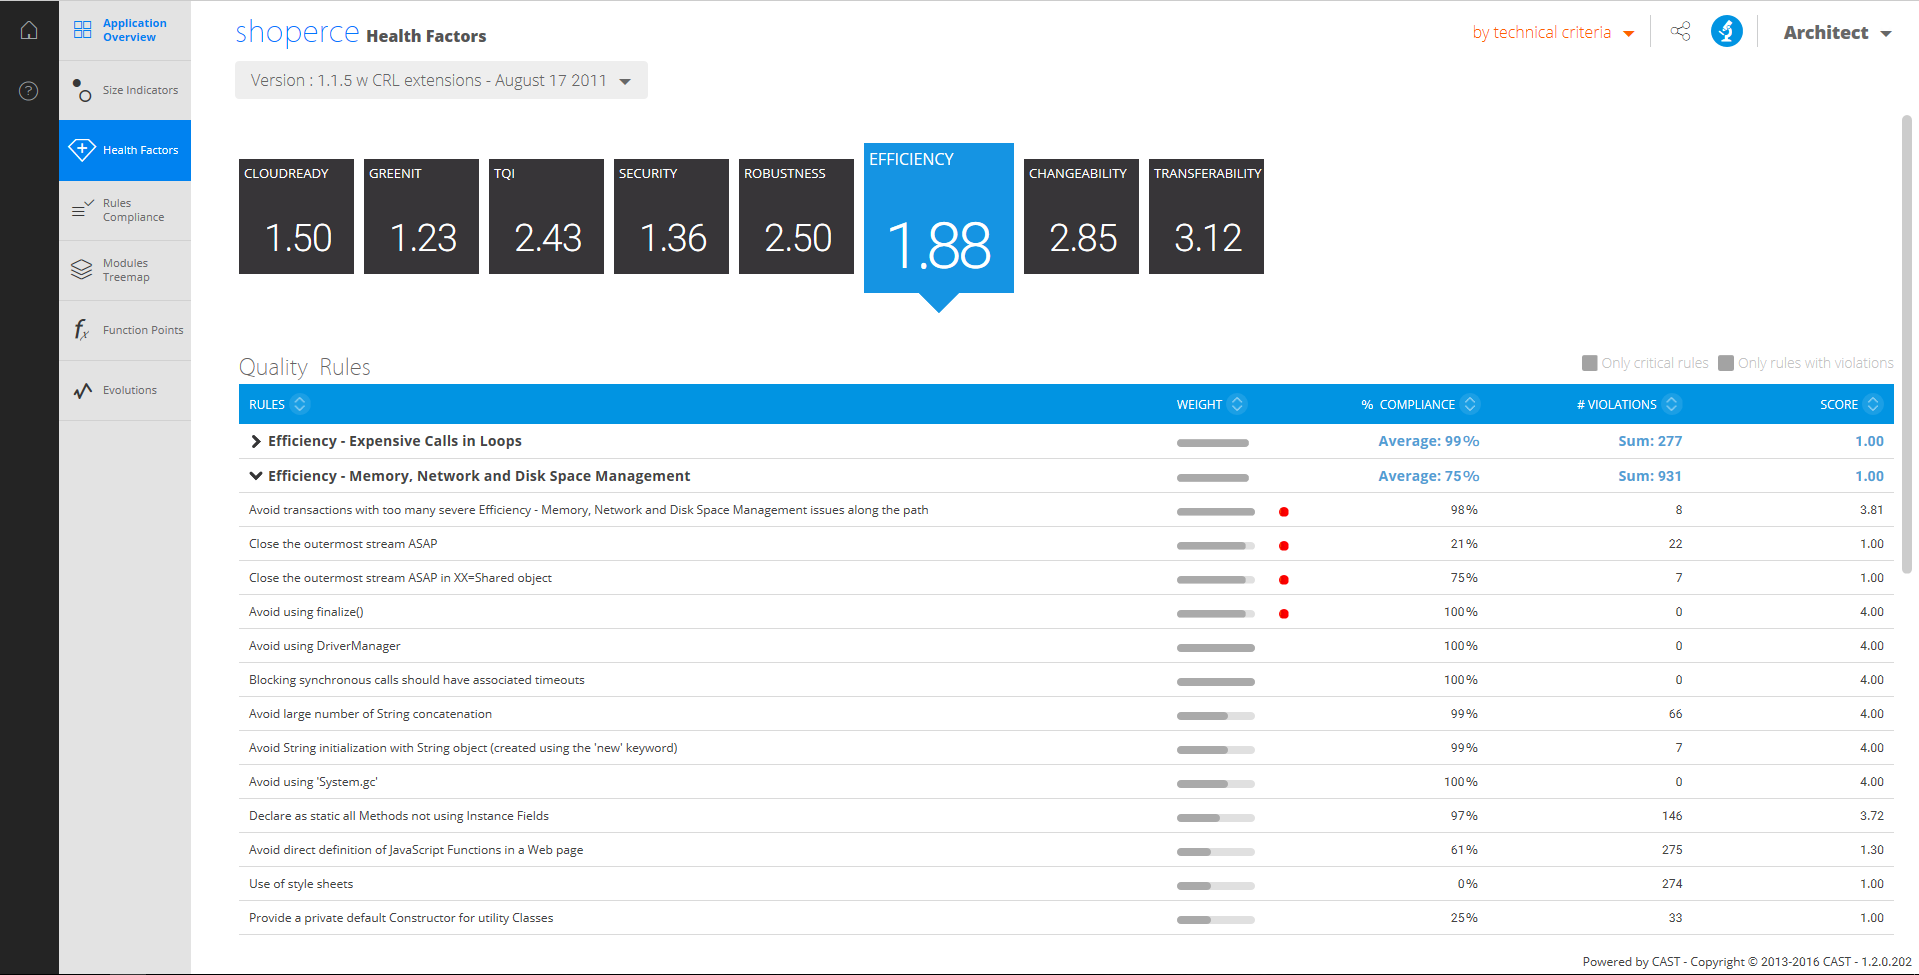 Application
Overview
Size Indicators
Health Factors
Rules
Compliance
Modules
Treemap
fx Function Points
Evolutions
shoperce Health Factors
by technical criteria
Architect
Version : 1.1.5 w CRL extensions - August 17 2011
CLOUDREADY
1.50
GREENIT
1.23
TQI
2.43
SECURITY
1.36
ROBUSTNESS
2.50
EFFICIENCY
1.88
CHANGEABILITY
2.85
TRANSFERABILITY
3.12
Quality Rules
Only critical rules Only rules with violations
RULES WEIGHT % COMPLIANCE # VIOLATIONS SCORE
Efficiency - Expensive Calls in Loops Average: 99% Sum: 277 1.00
Efficiency - Memory, Network and Disk Space Management Average: 75% Sum: 931 1.00
Avoid transactions with too many severe Efficiency - Memory, Network and Disk Space Management issues along the path 98% 8 3.81
Close the outermost stream ASAP 21% 22 1.00
Close the outermost stream ASAP in XX=Shared object 75% 7 1.00
Avoid using finalize() 100% 0 4.00
Avoid using DriverManager 100% 0 4.00
Blocking synchronous calls should have associated timeouts 100% 0 4.00
Avoid large number of String concatenation 99% 66 4.00
Avoid String initialization with String object (created using the 'new' keyword) 99% 7 4.00
Avoid using 'System.gc' 100% 0 4.00
Declare as static all Methods not using Instance Fields 97% 146 3.72
Avoid direct definition of JavaScript Functions in a Web page 61% 275 1.30
Use of style sheets 0% 274 1.00
Provide a private default Constructor for utility Classes 25% 33 1.00
Powered by CAST - Copyright © 2013-2016 CAST - 1.2.0.202